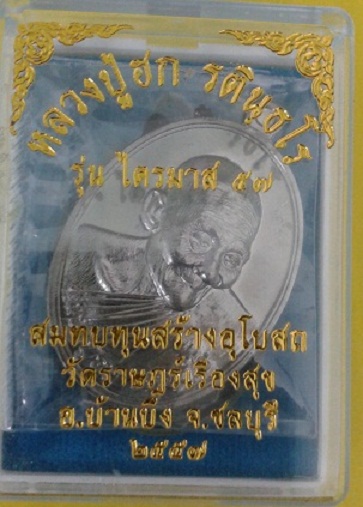 หลวงปู่ฮก รตินฺธโร
รุ่น ไตรมาส ๕๗
สมทบทุนสร้างอุโบสถ
วัดราษฎร์เรืองสุข
อ.บ้านบึง จ.ชลบุรี
๒๕๕๗